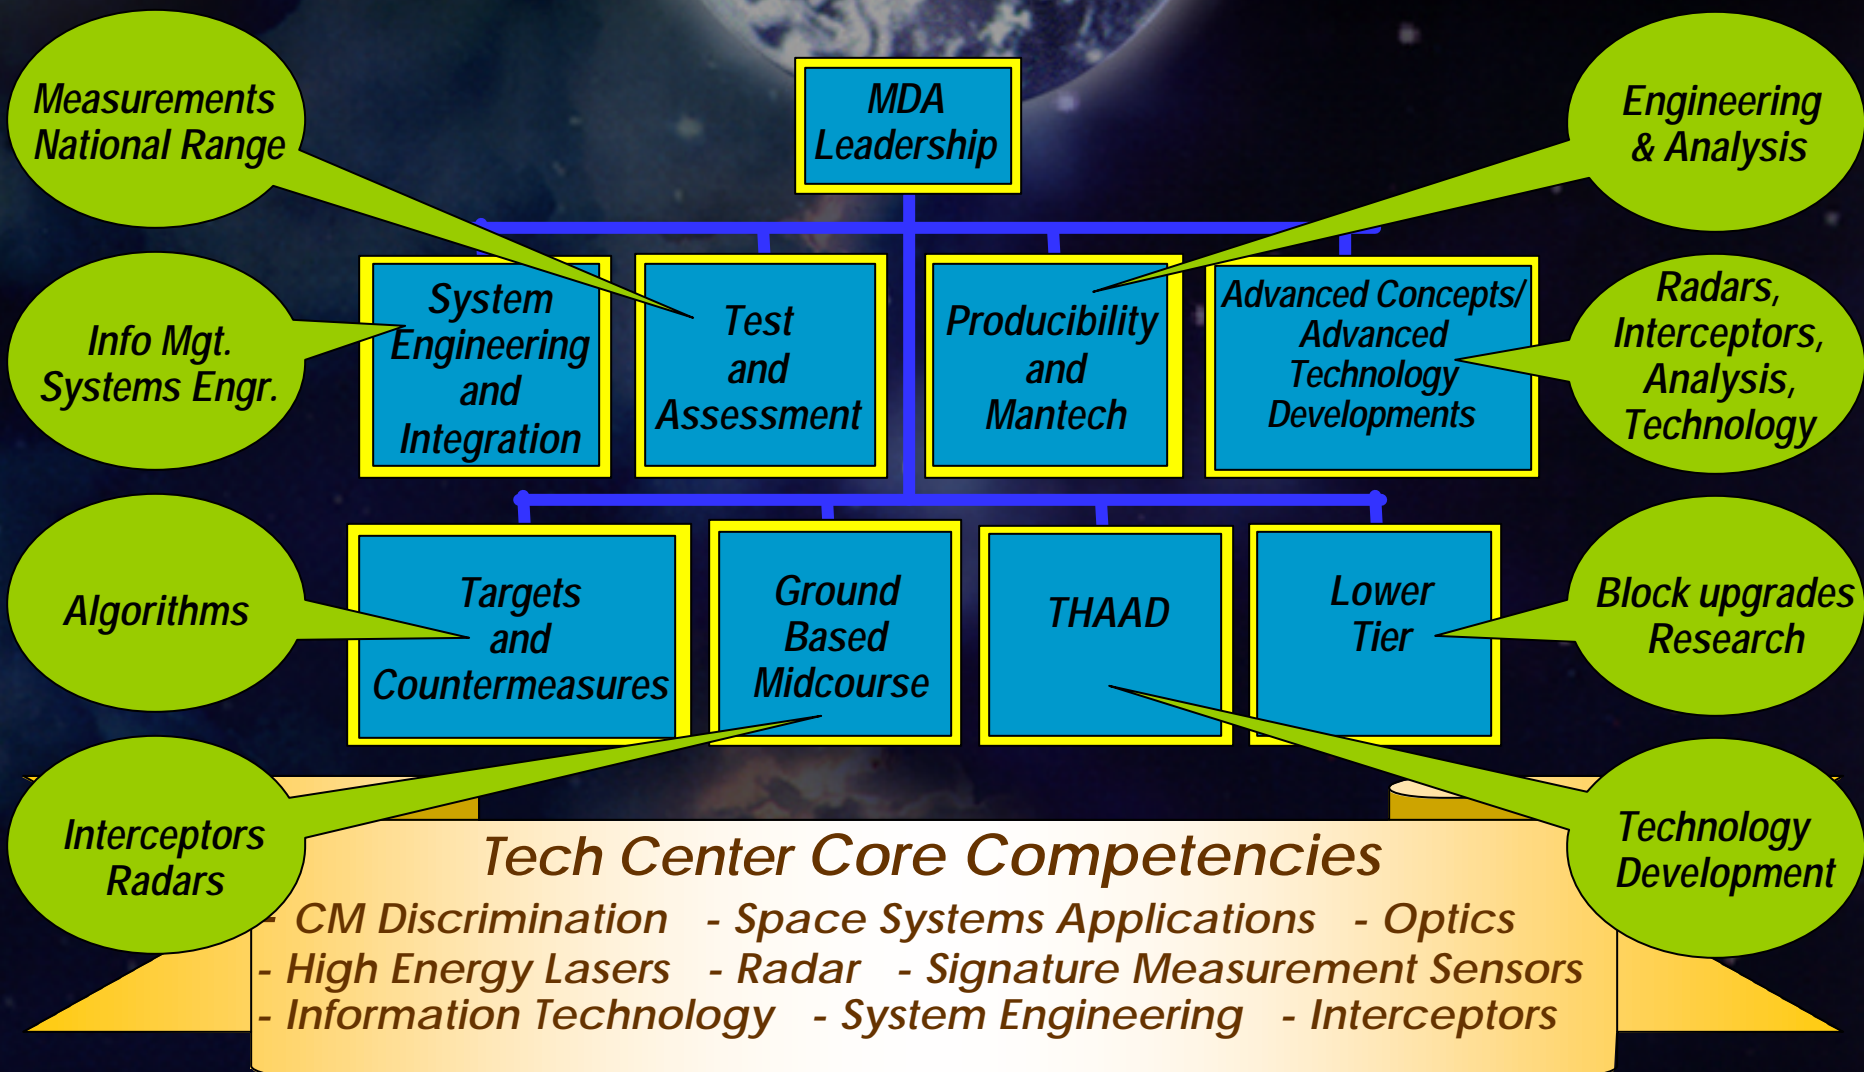 MDA
Leadership
Measurements
National Range
Engineering
& Analysis
Info Mgt.
Systems Engr.
System
Engineering
and
Integration
Test
and
Assessment
Producibility
and
Mantech
Advanced Concepts/
Advanced
Technology
Developments
Radars,
Interceptors,
Analysis,
Technology
Algorithms
Targets
and
Countermeasures
Ground
Based
Midcourse
THAAD
Lower
Tier
Block upgrades
Research
Interceptors
Radars
Technology
Development
Tech Center Core Competencies
- CM Discrimination - Space Systems Applications - Optics
- High Energy Lasers - Radar - Signature Measurement Sensors
- Information Technology - System Engineering - Interceptors